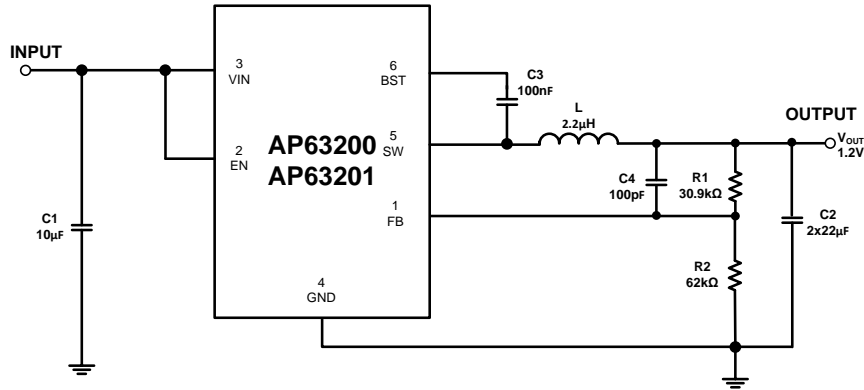 INPUT
3
VIN
2
EN
C1
10µF
AP63200
AP63201
6
BST
5
SW
1
FB
4
GND
C3
100nF
L
2.2µH
C4
100pF
R1
30.9kΩ
R2
62kΩ
OUTPUT
VOUT
1.2V
C2
2x22µF